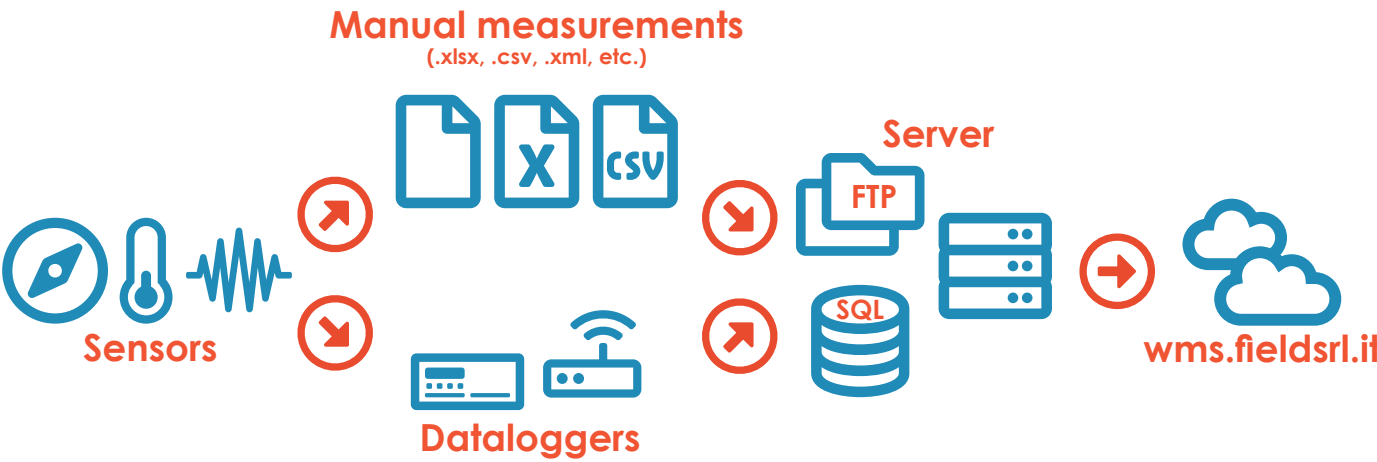 Manual measurements
(.xlsx, .csv, .xml, etc.)
X
CSV
Server
FTP
SQL
Sensors
Dataloggers
wms.fieldsrl.it